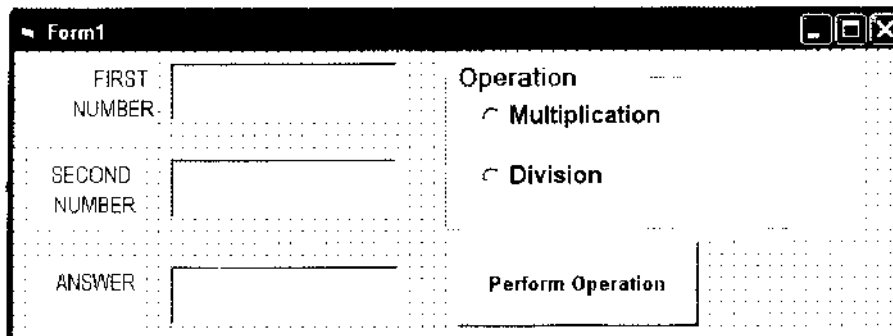 Form1
FIRST
NUMBER
Operation
Multiplication
SECOND
NUMBER
Division
ANSWER
Perform Operation